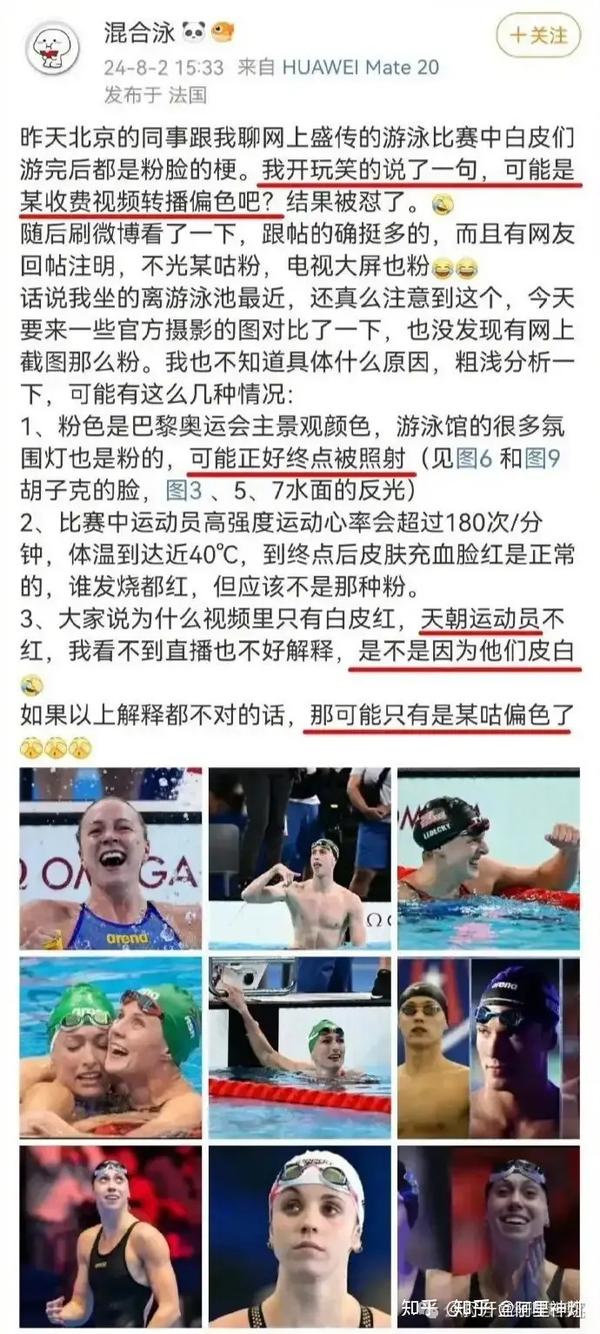 混合泳
+关注
24-8-2 15:33 来自 HUAWEI Mate 20
发布于 法国
昨天北京的同事跟我聊网上盛传的游泳比赛中白皮们
游完后都是粉脸的梗。我开玩笑的说了一句，可能是
某收费视频转播偏色吧？结果被怼了。
随后刷微博看了一下，跟帖的确挺多的，而且有网友
回帖注明，不光某咕粉，电视大屏也粉
话说我坐的离游泳池最近，还真么注意到这个，今天
要来一些官方摄影的图对比了一下，也没发现有网上
截图那么粉。我也不知道具体什么原因，粗浅分析一
下，可能有这么几种情况：
1、粉色是巴黎奥运会主景观颜色，游泳馆的很多氛
围灯也是粉的，可能正好终点被照射（见图6 和图9
胡子克的脸，图3 、5、7水面的反光）
2、比赛中运动员高强度运动心率会超过180次/分
钟，体温到达近40℃，到终点后皮肤充血脸红是正常
的，谁发烧都红，但应该不是那种粉。
3、大家说为什么视频里只有白皮红，天朝运动员不
红，我看不到直播也不好解释，是不是因为他们皮白
如果以上解释都不对的话，那可能只有是某咕偏色了
OMEGA
arena
LEDECKY
arena
arena
知乎 知乎